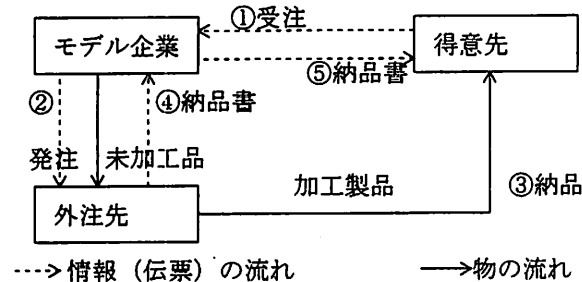 ①受注
モデル企業
得意先
⑤納品書
②
④納品書
発注
未加工品
加工製品
③納品
外注先
情報（伝票）の流れ
物の流れ